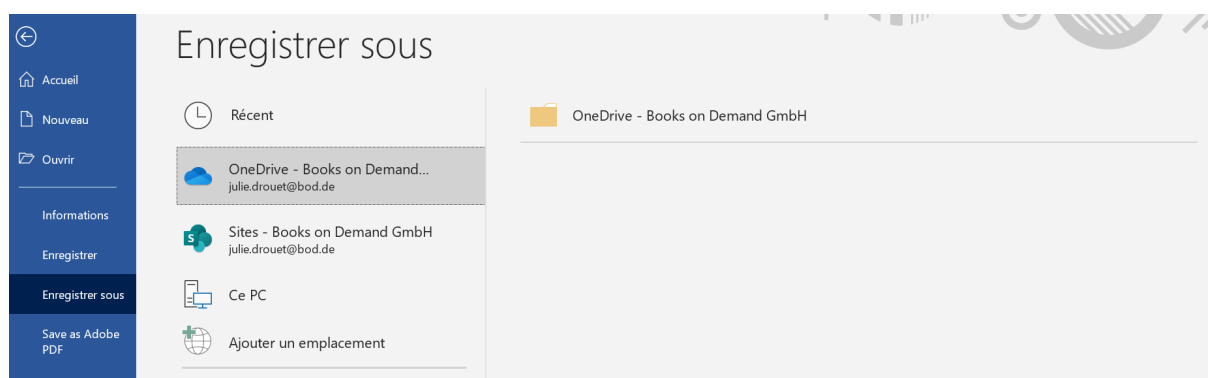 Enregistrer sous
Accueil
Nouveau
Ouvrir
Informations
Enregistrer
Enregistrer sous
Save as Adobe
PDF
Récent
OneDrive - Books on Demand...
julie.drouet@bod.de
Sites - Books on Demand GmbH
julie.drouet@bod.de
Ce PC
Ajouter un emplacement
OneDrive - Books on Demand GmbH